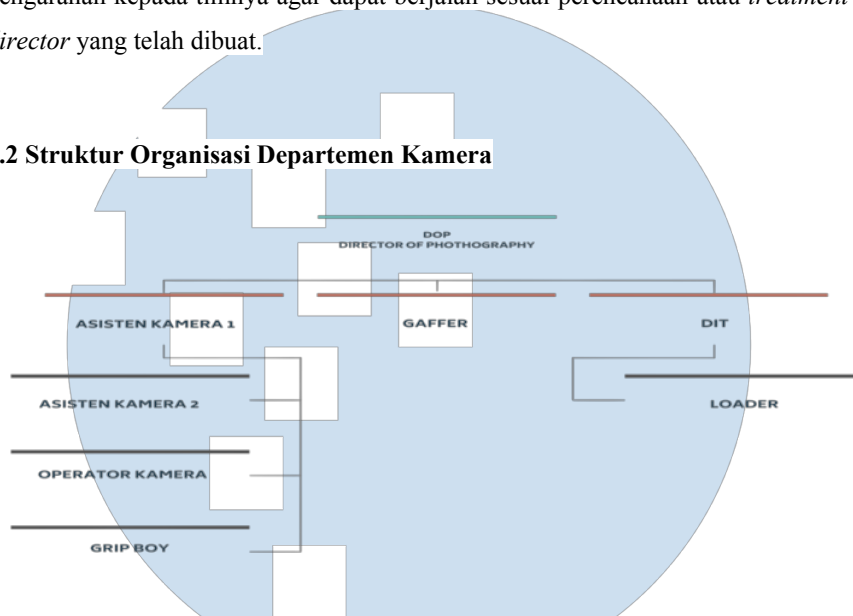 engarahan kepada timnya agar dapat berjalan sesuai perencanaan atau treatment
irector yang telah dibuat.
.2 Struktur Organisasi Departemen Kamera
DOP
DIRECTOR OF PHOTHOGRAPHY
ASISTEN KAMERA 1
GAFFER
DIT
ASISTEN KAMERA 2
LOADER
OPERATOR KAMERA
GRIP BOY